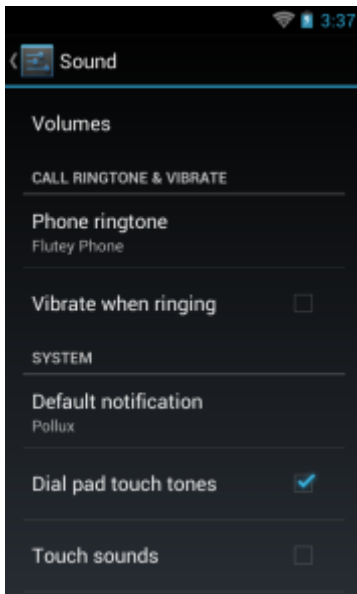 3:37
Sound
Volumes
CALL RINGTONE & VIBRATE
Phone ringtone
Flutey Phone
Vibrate when ringing
SYSTEM
Default notification
Pollux
Dial pad touch tones
Touch sounds